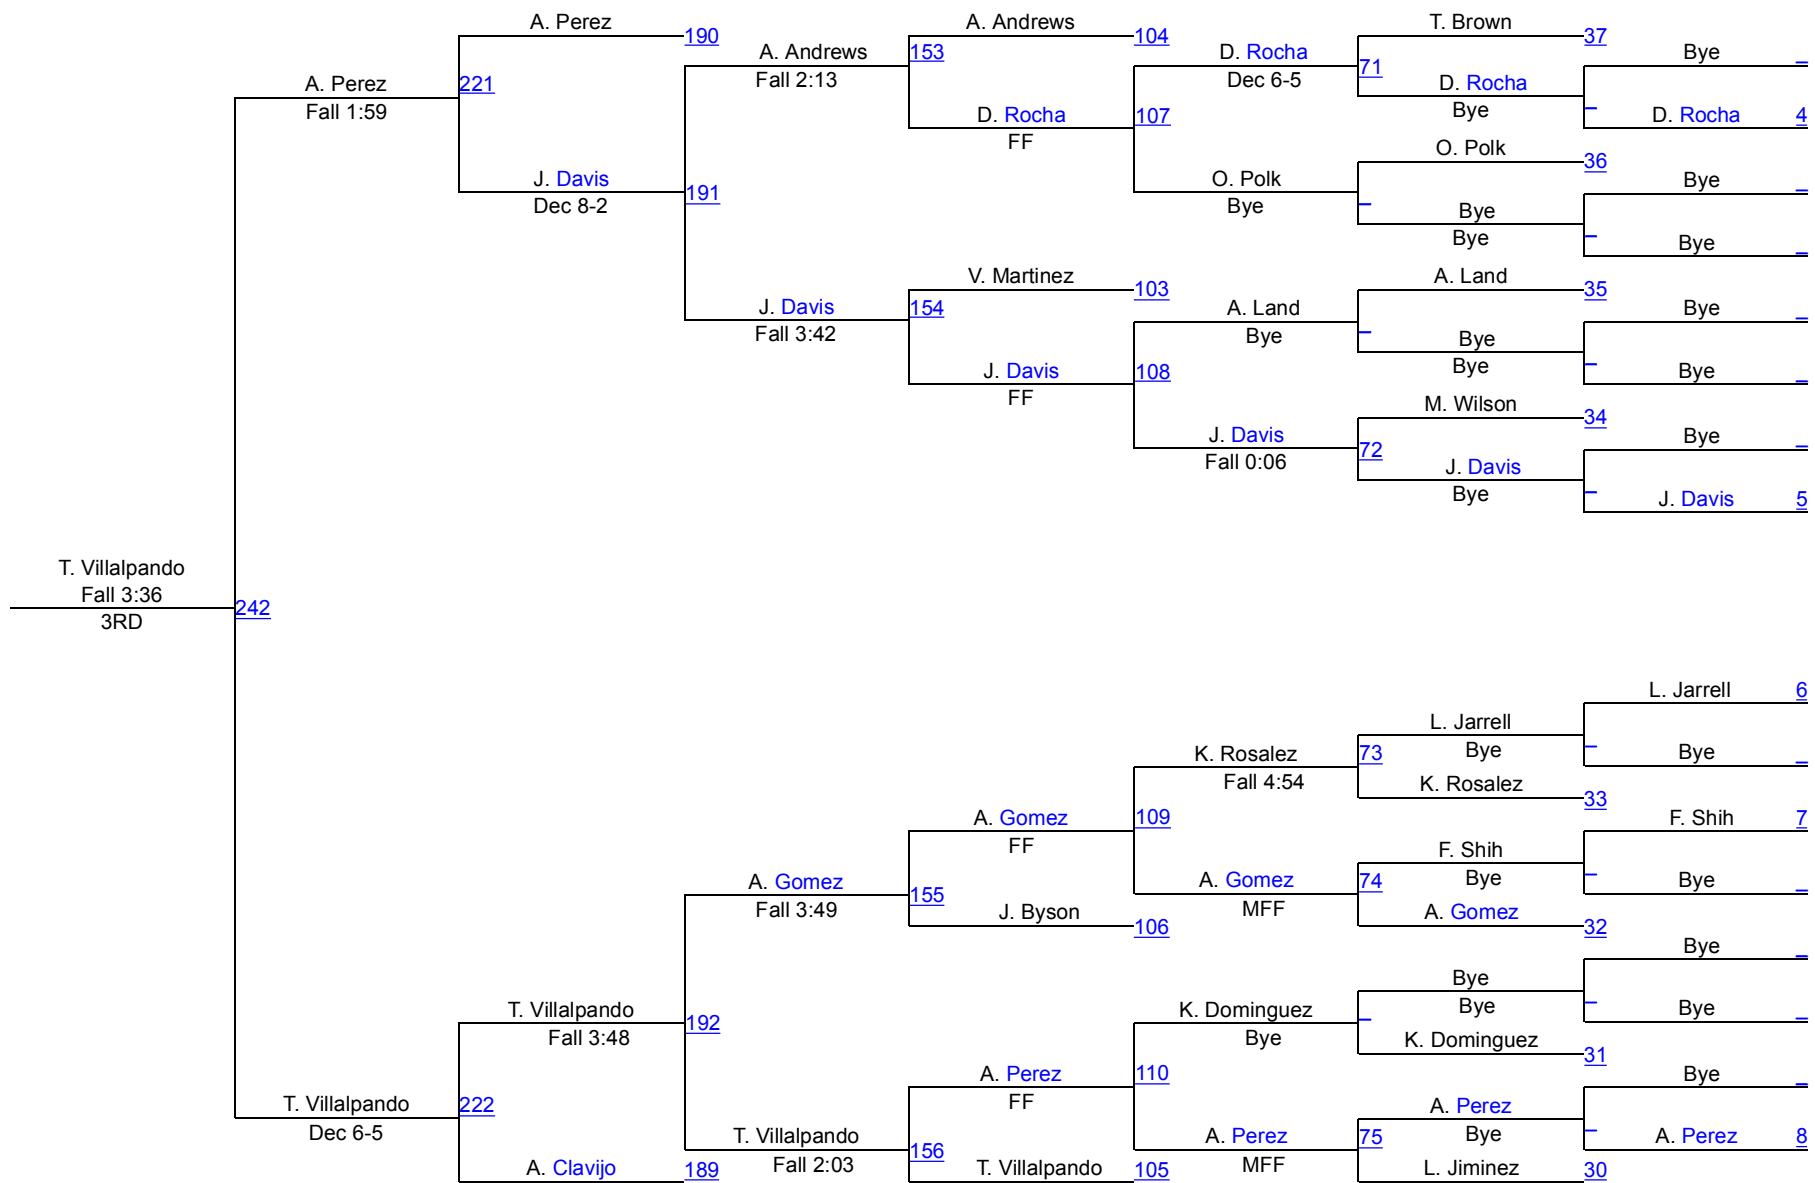 A. Perez
190
221
A. Perez
Fall 1:59
J. Davis
Dec 8-2
191
A. Andrews
Fall 2:13
153
A. Andrews
104
D. Rocha
FF
107
D. Rocha
Dec 6-5
71
T. Brown
37
D. Rocha
Bye
Bye
D. Rocha 4
O. Polk
Bye
O. Polk
36
Bye
Bye
Bye
Bye
J. Davis
Fall 3:42
154
V. Martinez
103
J. Davis
FF
108
A. Land
Bye
A. Land
35
Bye
Bye
Bye
Bye
J. Davis
Fall 0:06
72
M. Wilson
34
J. Davis
Bye
Bye
J. Davis 5
T. Villalpando
Fall 3:36
3RD
242
T. Villalpando
Dec 6-5
222
T. Villalpando
Fall 3:48
192
A. Clavijo
189
A. Gomez
Fall 3:49
155
A. Gomez
FF
109
J. Byson
106
K. Rosalez
Fall 4:54
73
L. Jarrell
Bye
L. Jarrell 6
Bye
K. Rosalez
33
A. Gomez
MFF
74
F. Shih
Bye
F. Shih 7
Bye
A. Gomez
32
T. Villalpando
Fall 2:03
156
A. Perez
FF
110
T. Villalpando
105
K. Dominguez
Bye
Bye
Bye
Bye
Bye
K. Dominguez
31
A. Perez
MFF
75
A. Perez
Bye
Bye
A. Perez 8
L. Jiminez
30